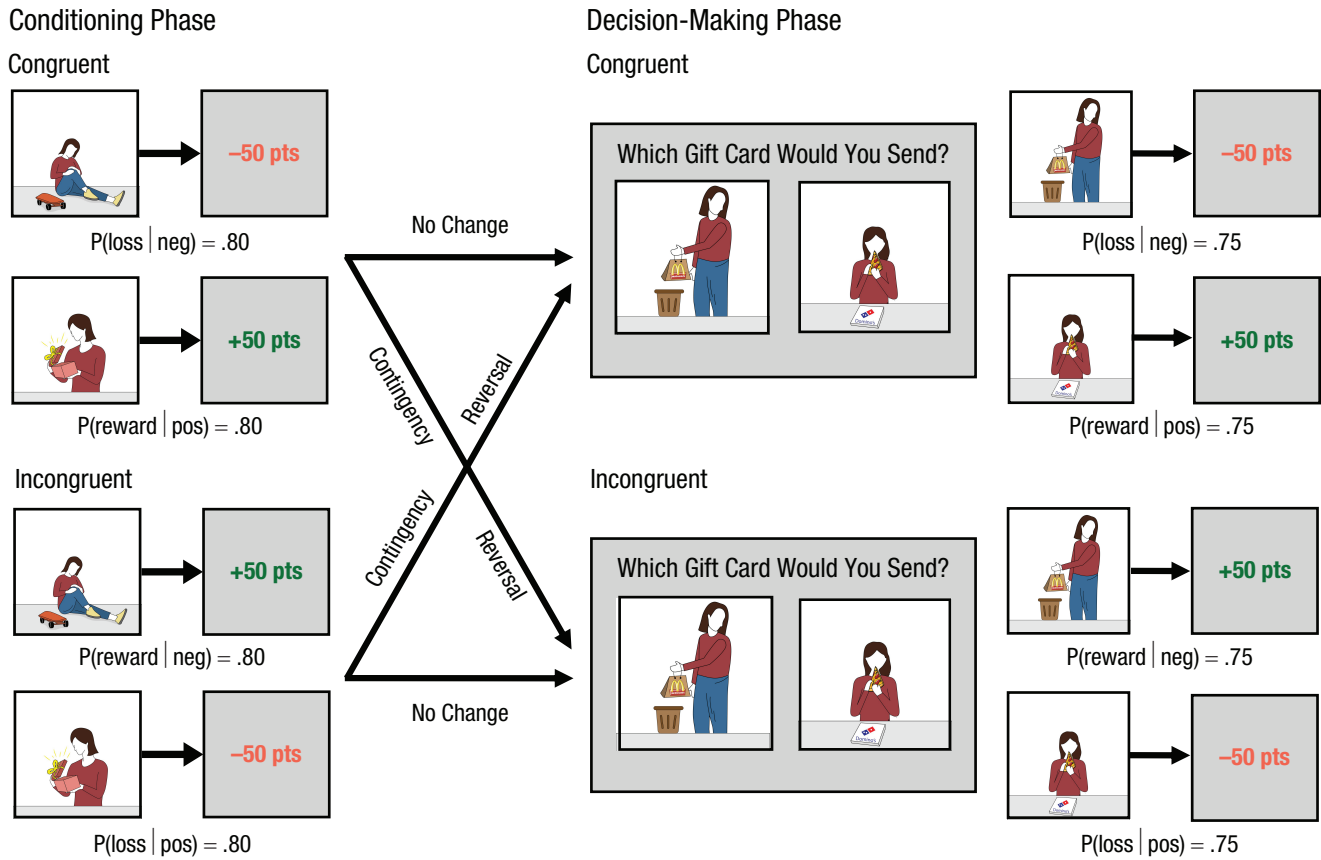 Conditioning Phase
Congruent
–50 pts
P(loss | neg) = .80
+50 pts
P(reward | pos) = .80
Incongruent
+50 pts
P(reward | neg) = .80
–50 pts
P(loss | pos) = .80
No Change
Contingency
Reversal
Contingency
Reversal
No Change
Decision-Making Phase
Congruent
Which Gift Card Would You Send?
Domino's
–50 pts
P(loss | neg) = .75
+50 pts
P(reward | pos) = .75
Incongruent
Which Gift Card Would You Send?
Domino's
+50 pts
P(reward | neg) = .75
–50 pts
P(loss | pos) = .75